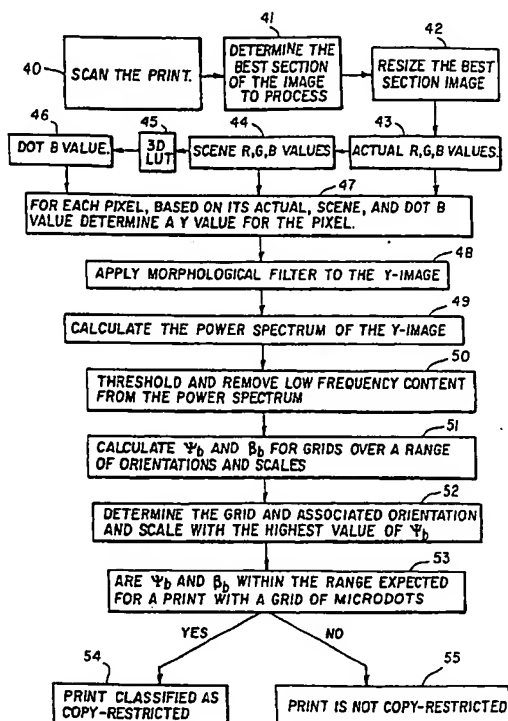 40
SCAN THE PRINT.
41
DETERMINE THE
BEST SECTION
OF THE IMAGE
TO PROCESS
42
RESIZE THE BEST
SECTION IMAGE
46
DOT B VALUE.
45
3D
LUT
44
SCENE R,G,B VALUES
43
ACTUAL R,G,B VALUES.
47
FOR EACH PIXEL, BASED ON ITS ACTUAL, SCENE, AND DOT B
VALUE DETERMINE A Y VALUE FOR THE PIXEL.
48
APPLY MORPHOLOGICAL FILTER TO THE Y-IMAGE
49
CALCULATE THE POWER SPECTRUM OF THE Y-IMAGE
50
THRESHOLD AND REMOVE LOW FREQUENCY CONTENT
FROM THE POWER SPECTRUM
51
CALCULATE Ψb AND βb FOR GRIDS OVER A RANGE
OF ORIENTATIONS AND SCALES
52
DETERMINE THE GRID AND ASSOCIATED ORIENTATION
AND SCALE WITH THE HIGHEST VALUE OF Ψb
53
ARE Ψb AND βb WITHIN THE RANGE EXPECTED
FOR A PRINT WITH A GRID OF MICRODOTS
YES
NO
54
PRINT CLASSIFIED AS
COPY-RESTRICTED
55
PRINT IS NOT COPY-RESTRICTED